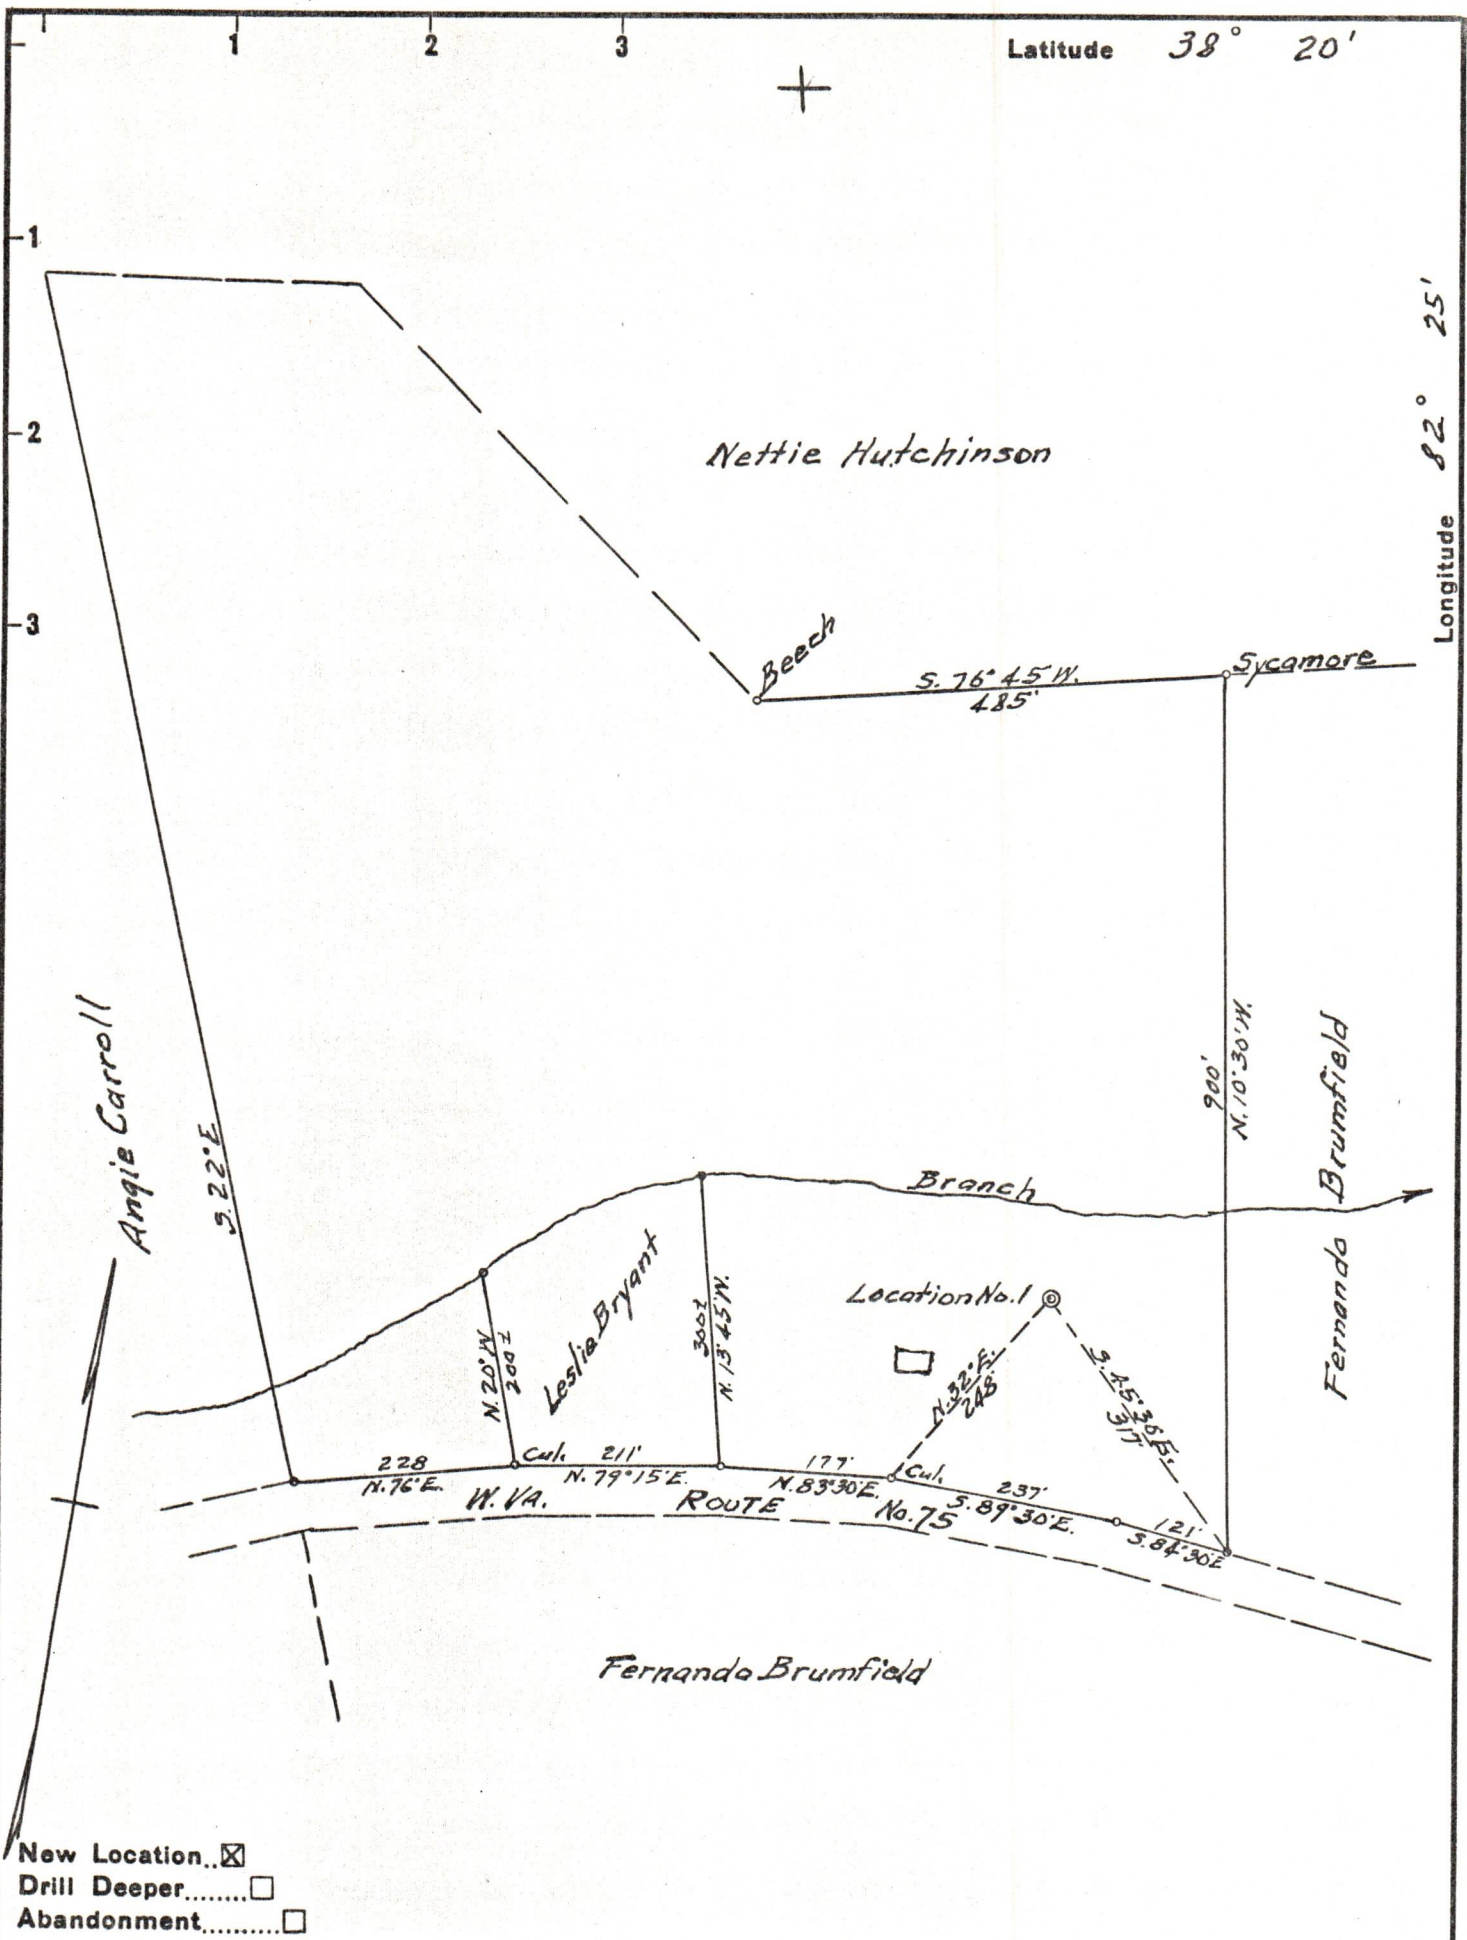 1 2 3
Latitude 38° 20'
1
2
3
Longitude 82° 25'
Nettie Hutchinson
Beech
S. 76° 45' W.
485'
Sycamore
Angie Carroll
S. 22° E.
900'
N. 10° 30' W.
Fernando Brumfield
Branch
Location No. 1
Leslie Bryant
N. 20° W
200 ±
300 ±
N. 13° 45' W.
N. 32° E.
248'
317'
228
N. 76° E.
Cul.
211'
N. 79° 15' E.
177'
N. 83° 30' E.
Cul.
237'
S. 89° 30' E.
121'
S. 84° 30' E
W. VA. ROUTE No. 75
Fernando Brumfield
New Location..☒
Drill Deeper........☐
Abandonment..........☐